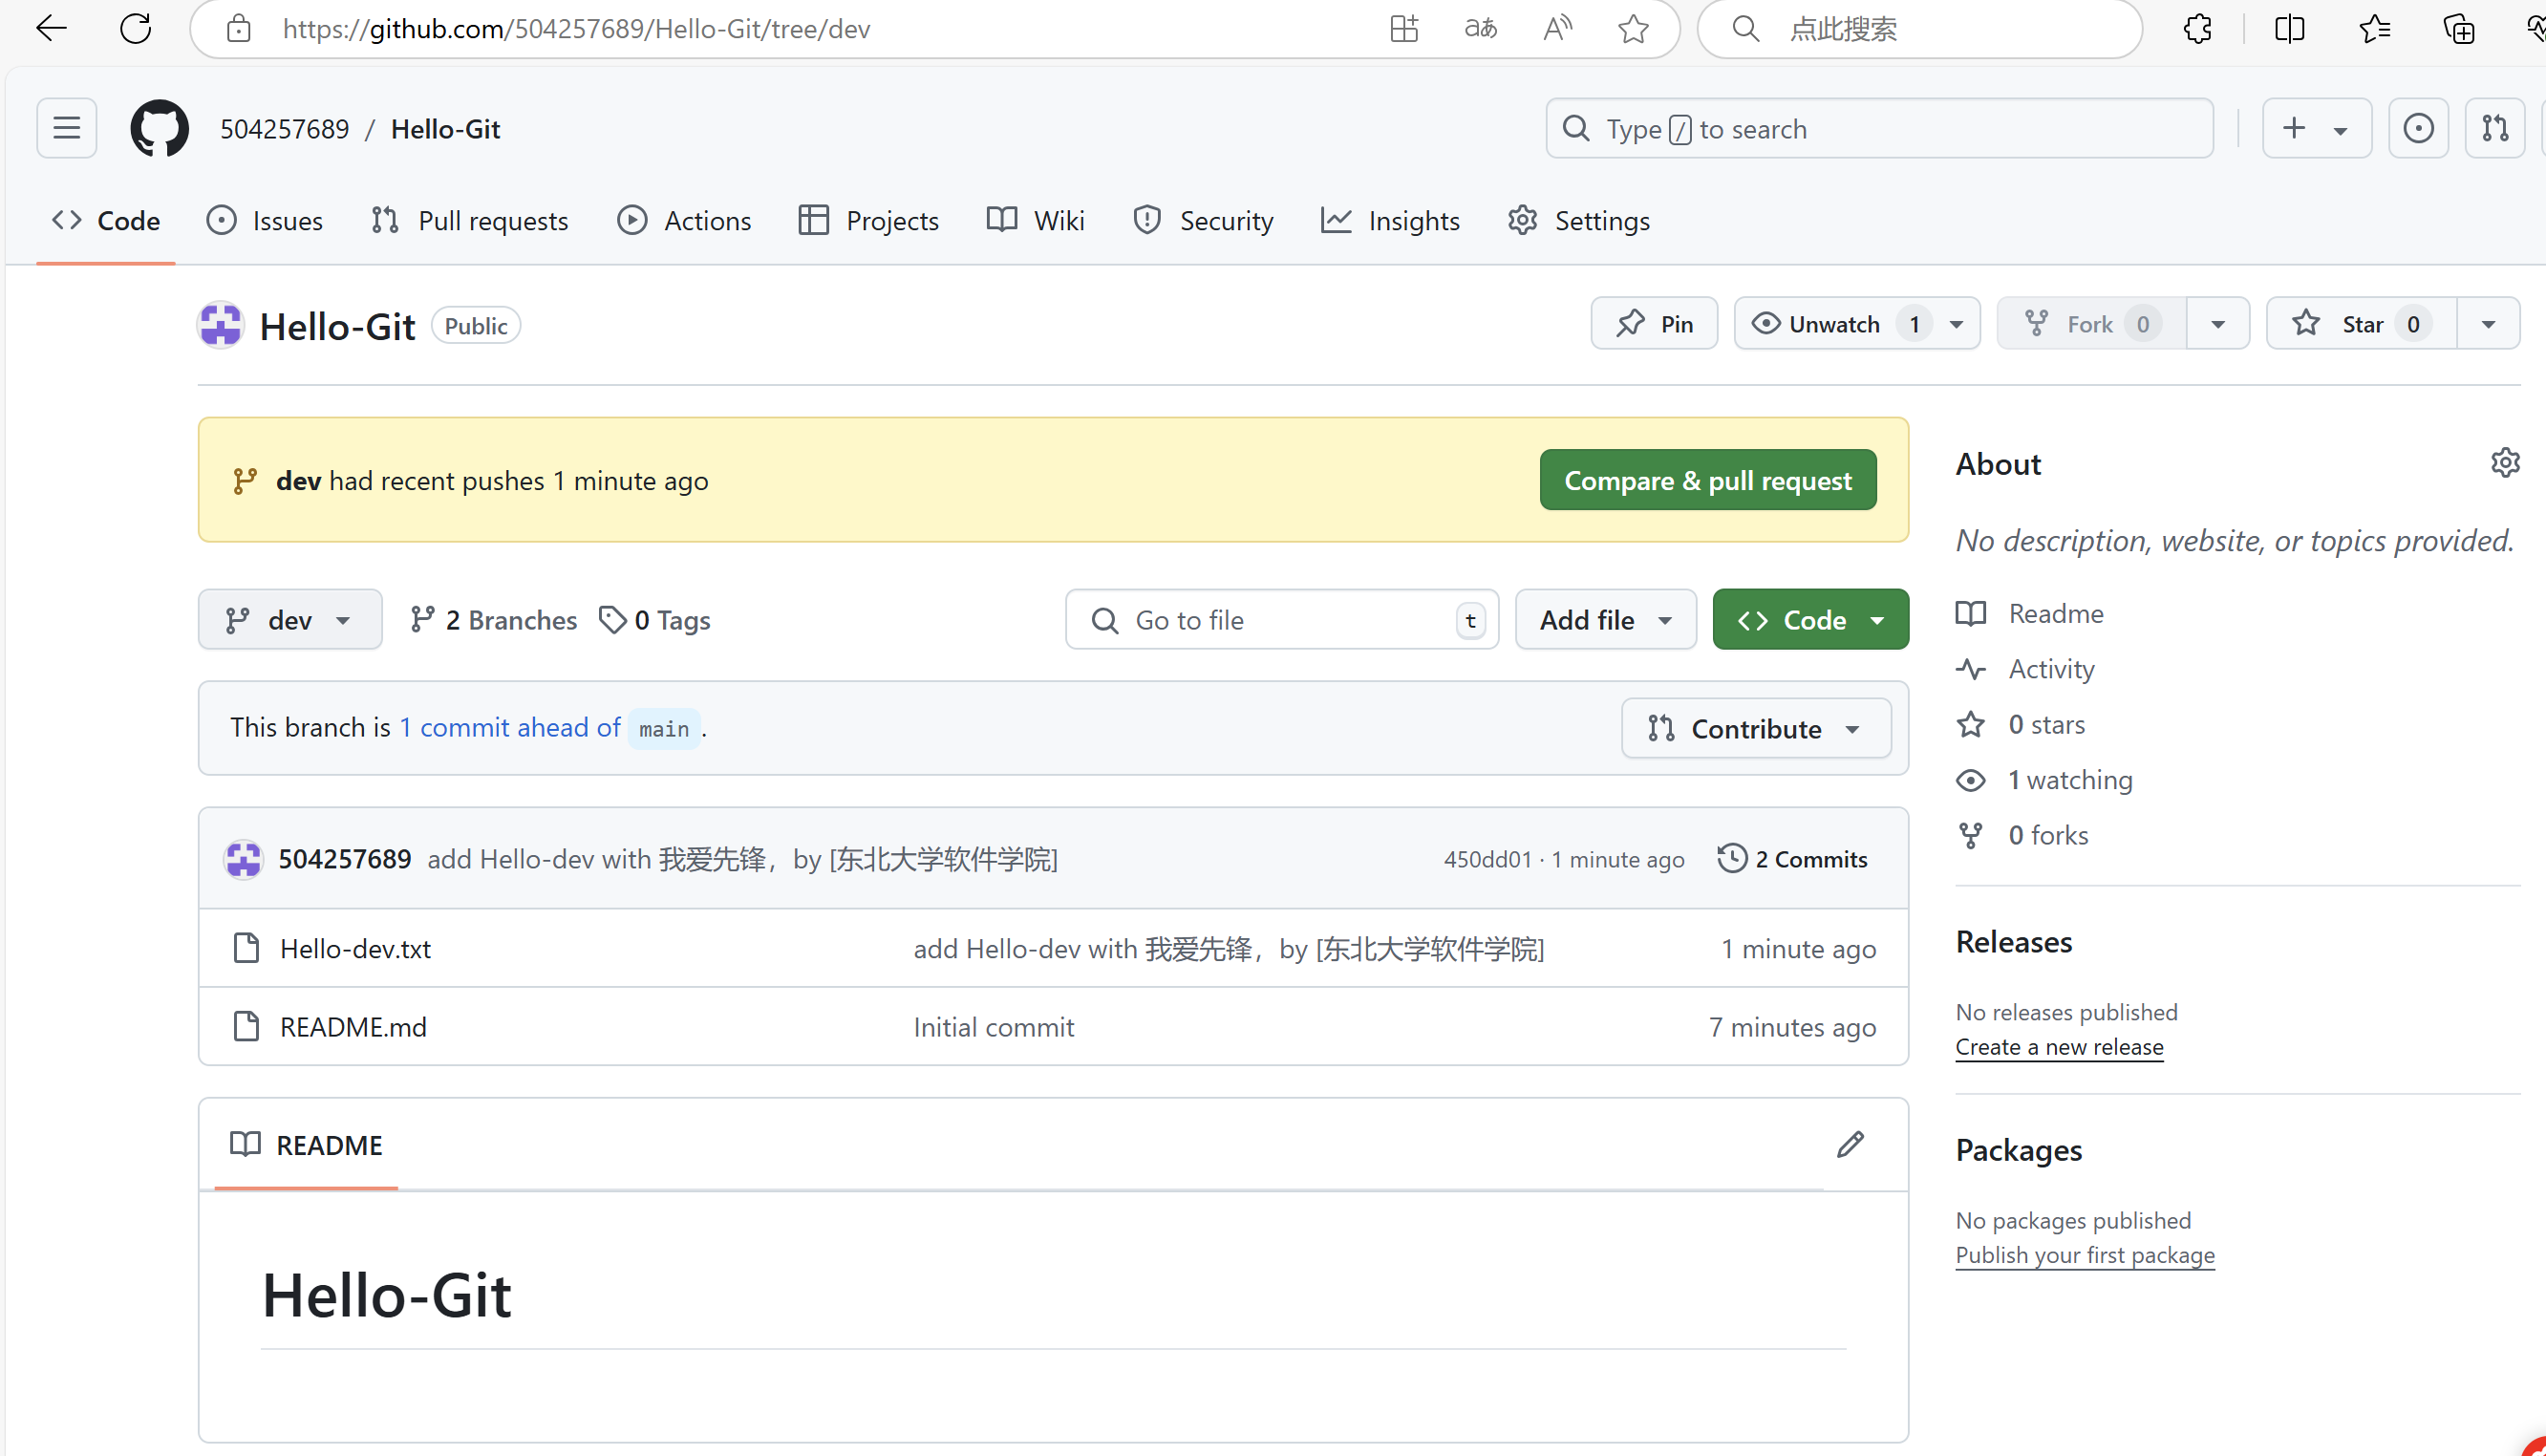 https://github.com/504257689/Hello-Git/tree/dev
点此搜索
504257689 / Hello-Git
Type / to search
Code Issues Pull requests Actions Projects Wiki Security Insights Settings
Hello-Git Public
Pin Unwatch 1 Fork 0 Star 0
dev had recent pushes 1 minute ago
Compare & pull request
dev 2 Branches 0 Tags
Go to file t Add file Code
This branch is 1 commit ahead of main .
Contribute
504257689 add Hello-dev with 我爱先锋，by [东北大学软件学院] 450dd01 · 1 minute ago 2 Commits
Hello-dev.txt add Hello-dev with 我爱先锋，by [东北大学软件学院] 1 minute ago
README.md Initial commit 7 minutes ago
README
Hello-Git
About
No description, website, or topics provided.
Readme
Activity
0 stars
1 watching
0 forks
Releases
No releases published
Create a new release
Packages
No packages published
Publish your first package